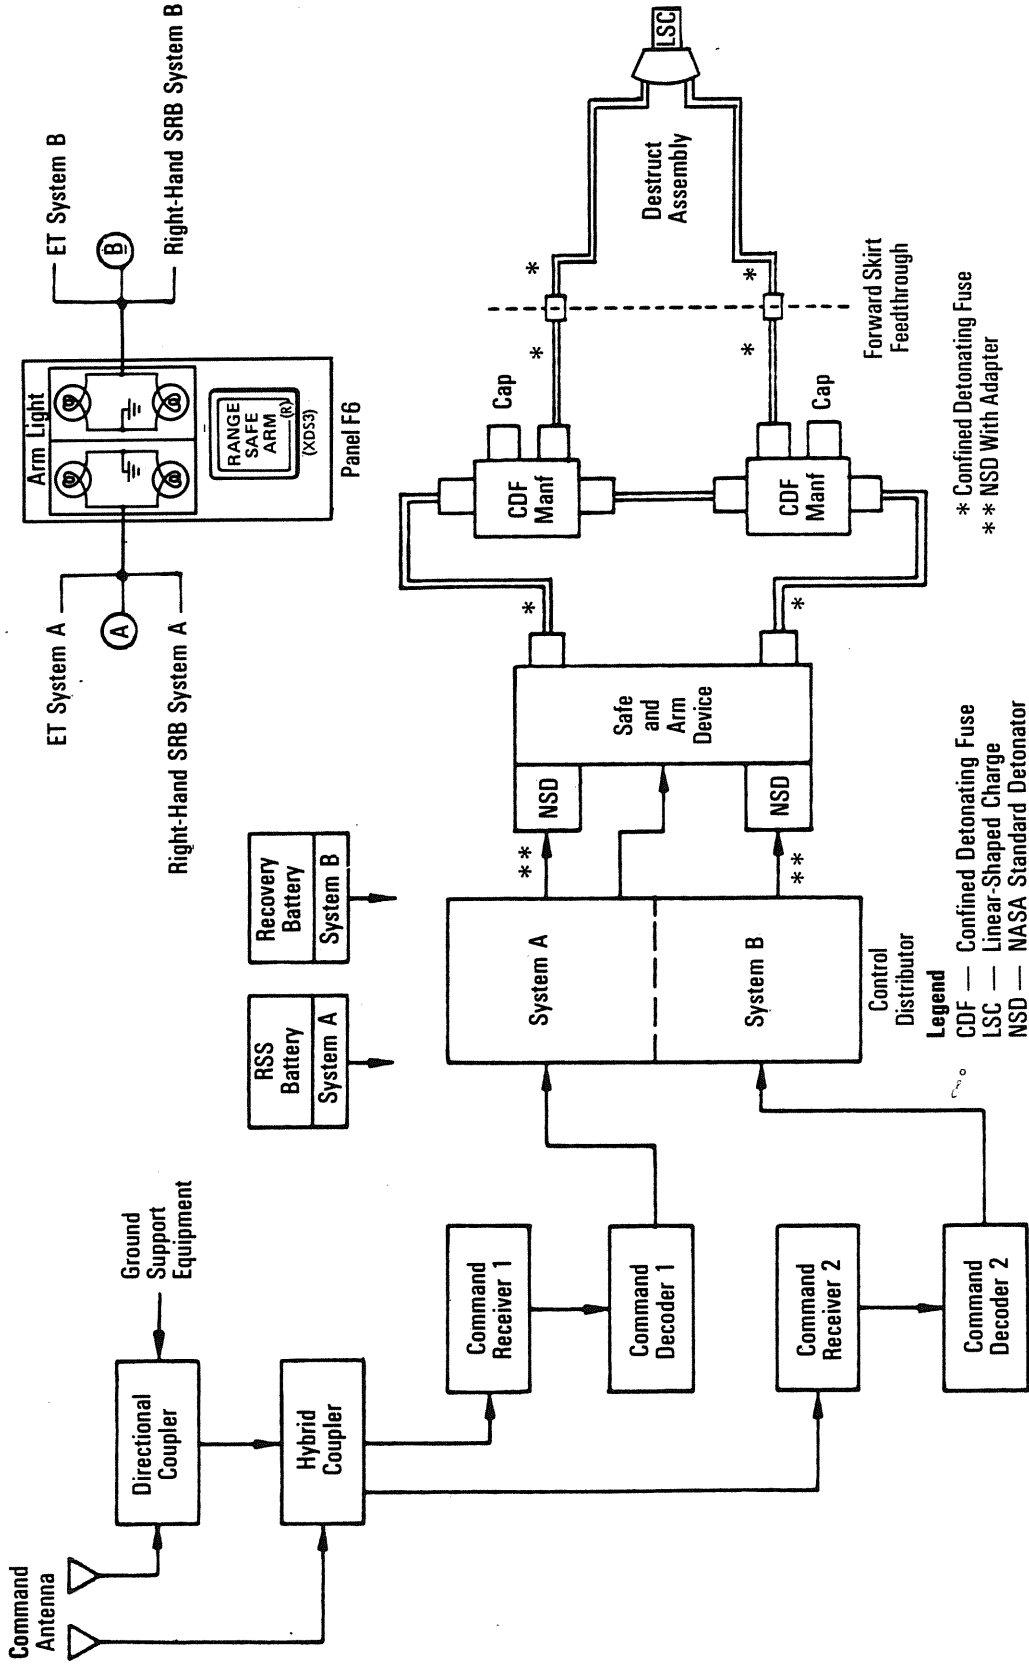 Command
Antenna
Directional
Coupler
Ground
Support
Equipment
Hybrid
Coupler
Command
Receiver 1
Command
Decoder 1
Command
Receiver 2
Command
Decoder 2
RSS
Battery
System A
Recovery
Battery
System B
System A
System B
Control
Distributor
**
**
NSD
NSD
Safe
and
Arm
Device
*
*
CDF
Manf
Cap
CDF
Manf
Cap
*
*
*
*
Forward Skirt
Feedthrough
Destruct
Assembly
LSC
ET System A
A
Right-Hand SRB System A
Arm Light
RANGE
SAFE
ARM
(R)
(XDS3)
Panel F6
ET System B
B
Right-Hand SRB System B
Legend
CDF — Confined Detonating Fuse
LSC — Linear-Shaped Charge
NSD — NASA Standard Detonator
* Confined Detonating Fuse
** NSD With Adapter